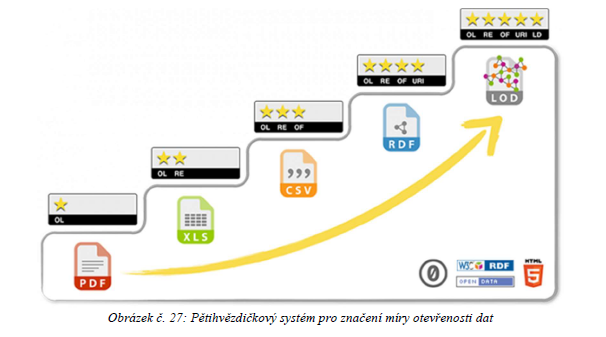 OL RE OF URI LD
OL RE OF URI
LOD
OL RE OF
RDF
OL RE
CSV
OL
XLS
PDF
W3C RDF
OPEN DATA
HTML
5
Obrázek č. 27: Pětihvězdičkový systém pro značení míry otevřenosti dat